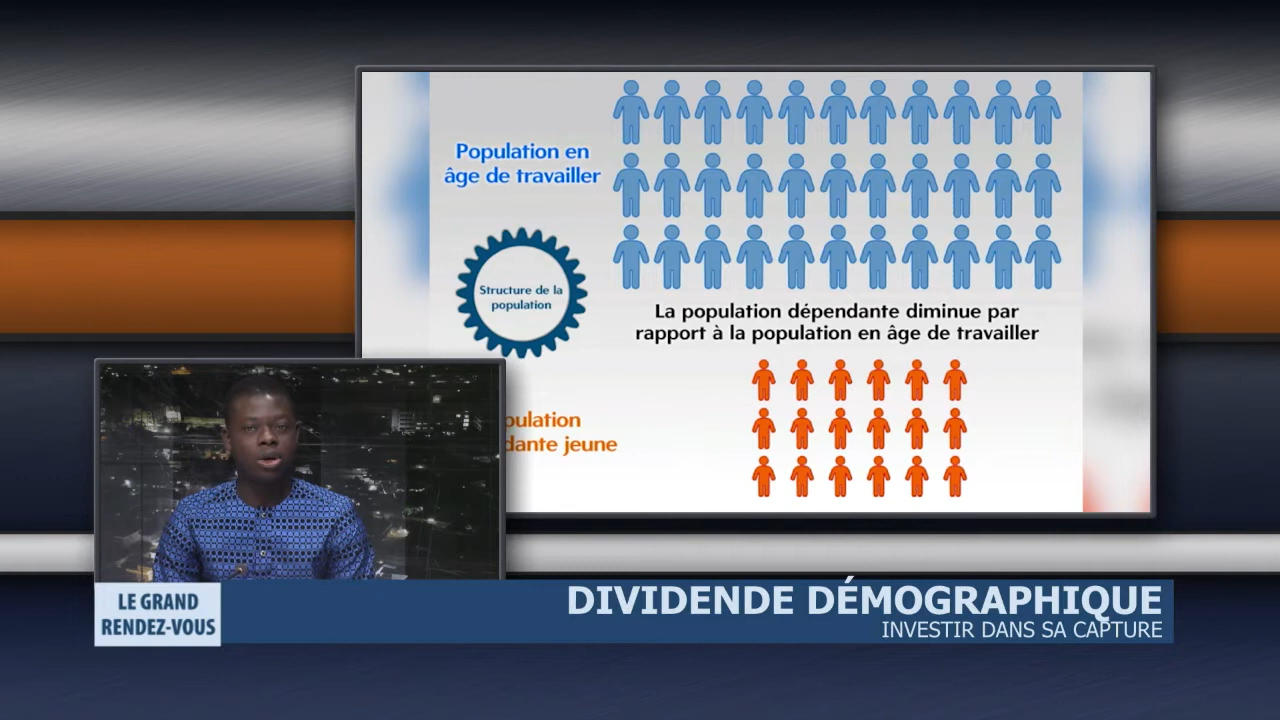 Population en
âge de travailler
Structure de la
population
La population dépendante diminue par
rapport à la population en âge de travailler
pulation
dante jeune
LE GRAND
RENDEZ-VOUS
DIVIDENDE DÉMOGRAPHIQUE
INVESTIR DANS SA CAPTURE